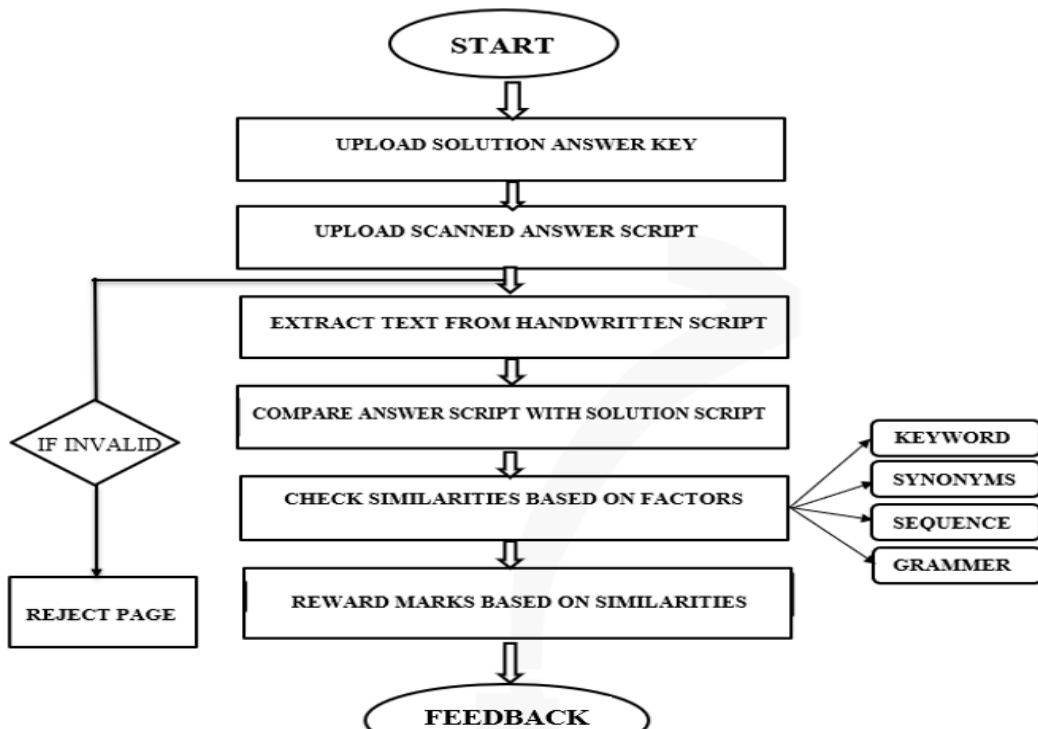 START
UPLOAD SOLUTION ANSWER KEY
UPLOAD SCANNED ANSWER SCRIPT
EXTRACT TEXT FROM HANDWRITTEN SCRIPT
COMPARE ANSWER SCRIPT WITH SOLUTION SCRIPT
IF INVALID
CHECK SIMILARITIES BASED ON FACTORS
KEYWORD
SYNONYMS
SEQUENCE
GRAMMER
REWARD MARKS BASED ON SIMILARITIES
REJECT PAGE
FEEDBACK